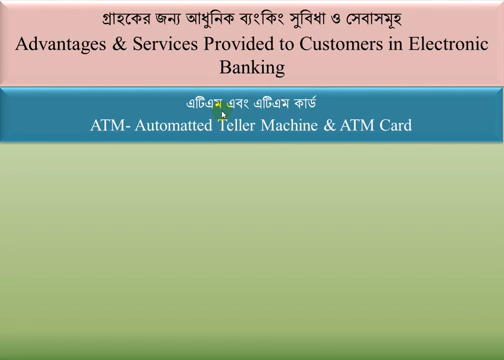 গ্রাহকের জন্য আধুনিক ব্যংকিং সুবিধা ও সেবাসমূহ
Advantages & Services Provided to Customers in Electronic
Banking
এটিএম এবং এটিএম কার্ড
ATM- Automatted Teller Machine & ATM Card